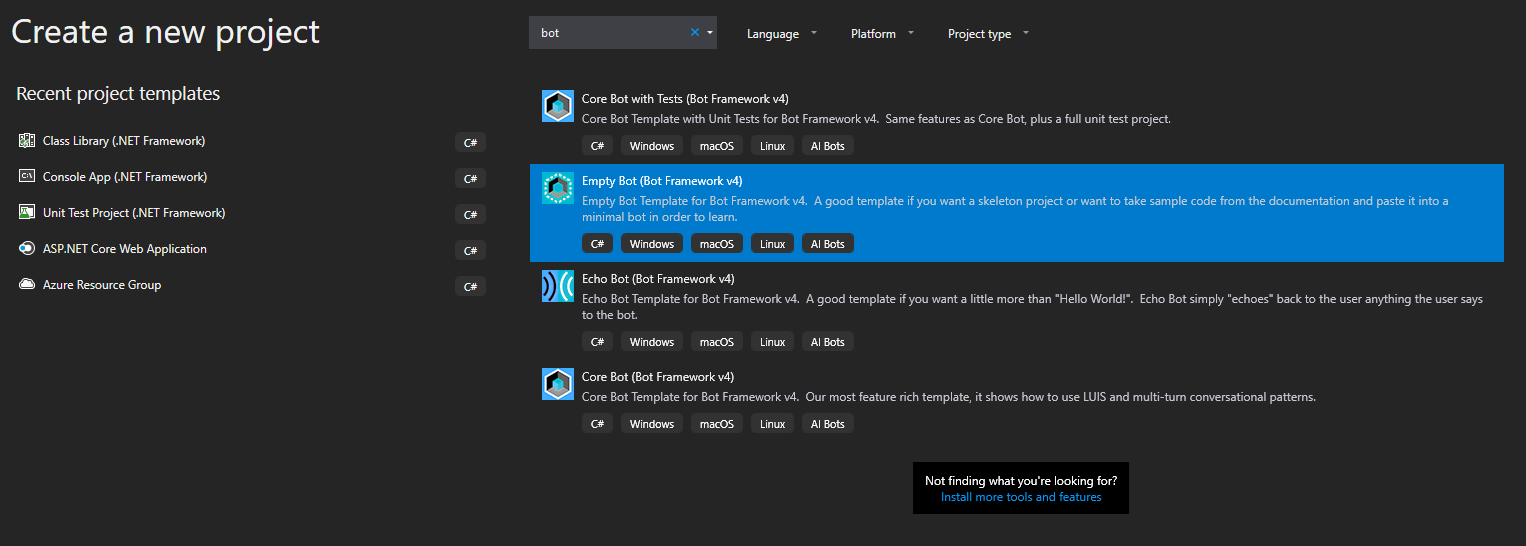 Create a new project
bot
Language
Platform
Project type
Recent project templates
Class Library (.NET Framework)
C#
Console App (.NET Framework)
C#
Unit Test Project (.NET Framework)
C#
ASP.NET Core Web Application
C#
Azure Resource Group
C#
Core Bot with Tests (Bot Framework v4)
Core Bot Template with Unit Tests for Bot Framework v4.  Same features as Core Bot, plus a full unit test project.
C# Windows macOS Linux AI Bots
Empty Bot (Bot Framework v4)
Empty Bot Template for Bot Framework v4.  A good template if you want a skeleton project or want to take sample code from the documentation and paste it into a
minimal bot in order to learn.
C# Windows macOS Linux AI Bots
Echo Bot (Bot Framework v4)
Echo Bot Template for Bot Framework v4.  A good template if you want a little more than "Hello World!".  Echo Bot simply "echoes" back to the user anything the user says
to the bot.
C# Windows macOS Linux AI Bots
Core Bot (Bot Framework v4)
Core Bot Template for Bot Framework v4.  Our most feature rich template, it shows how to use LUIS and multi-turn conversational patterns.
C# Windows macOS Linux AI Bots
Not finding what you're looking for?
Install more tools and features